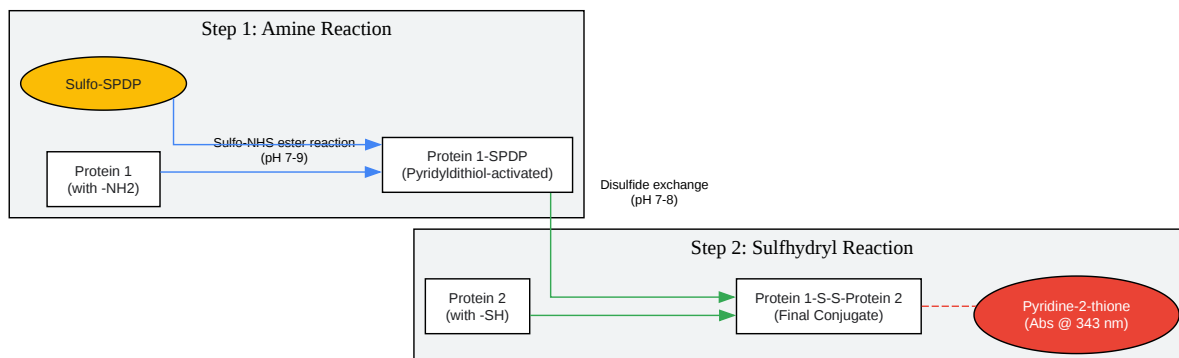 Step 1: Amine Reaction
Sulfo-SPDP
Sulfo-NHS ester reaction
(pH 7-9)
Protein 1
(with -NH2)
Protein 1-SPDP
(Pyridyldithiol-activated)
Disulfide exchange
(pH 7-8)
Step 2: Sulfhydryl Reaction
Protein 2
(with -SH)
Protein 1-S-S-Protein 2
(Final Conjugate)
Pyridine-2-thione
(Abs @ 343 nm)